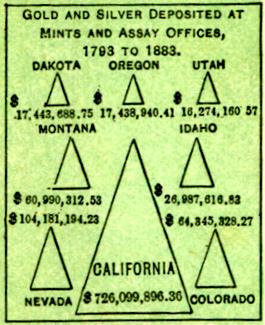 GOLD AND SILVER DEPOSITED AT
MINTS AND ASSAY OFFICES,
1793 TO 1883.
DAKOTA OREGON UTAH
$ 17,443,688.75 $ 17,438,940.41 $ 16,274,160 57
MONTANA IDAHO
$ 60,990,312.53 $ 26,987,616.83
$ 104,181,194.23 $ 64,345,328.27
CALIFORNIA
NEVADA $ 726,099,896.36 COLORADO